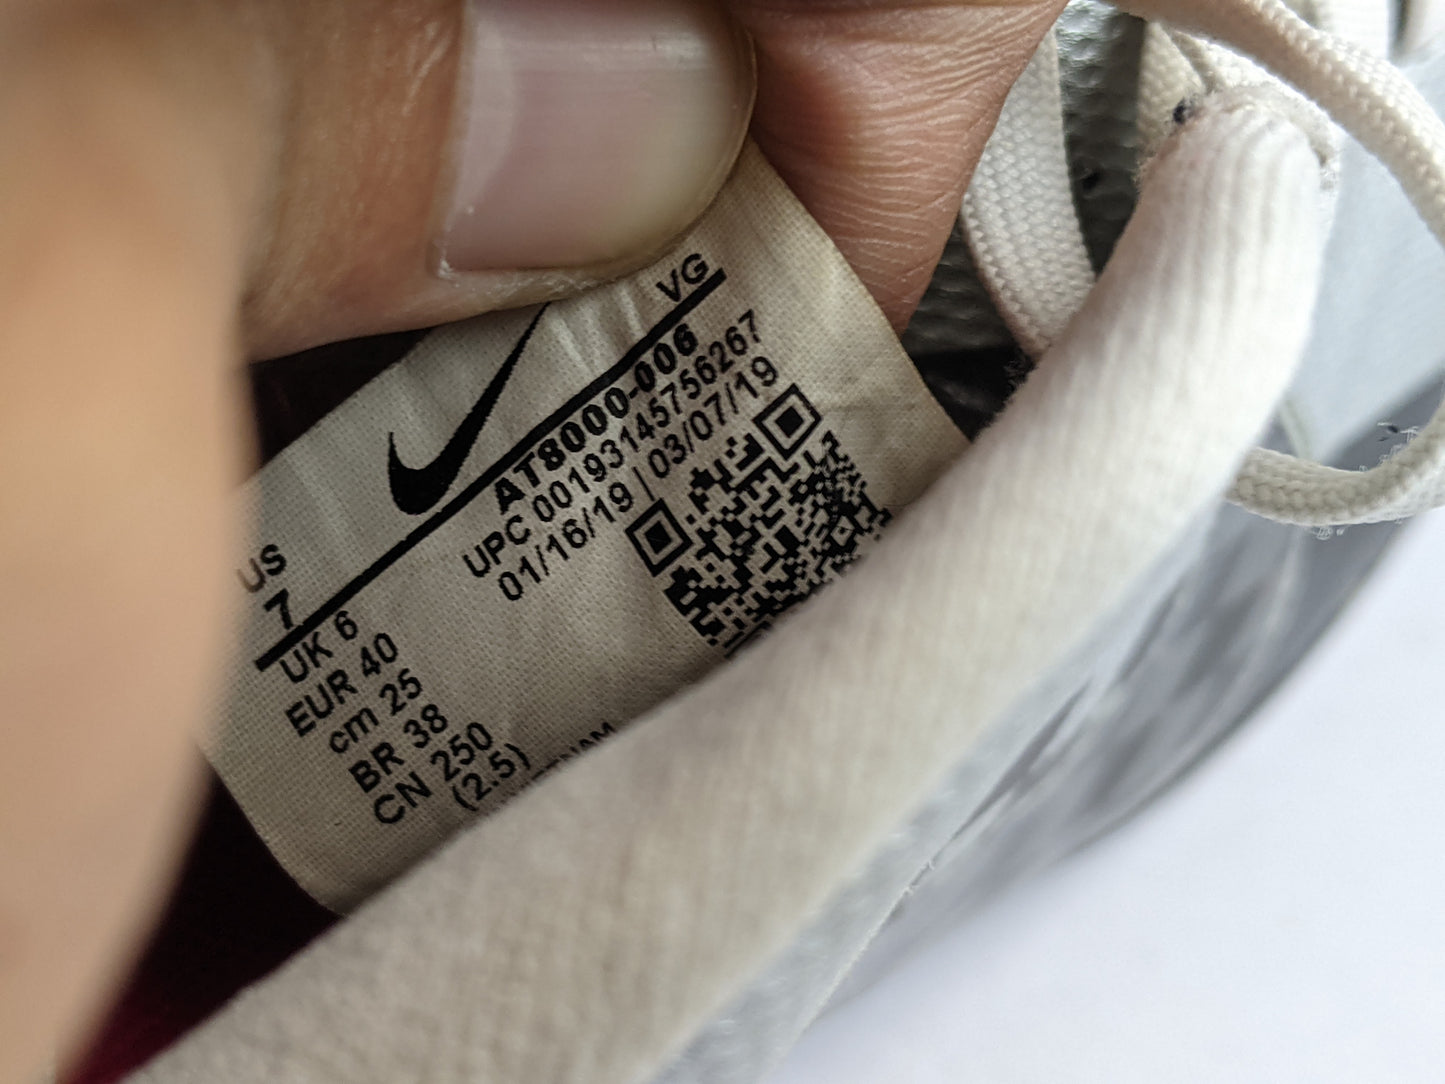 VG
AT8000-006
UPC 00193145756267
01/16/19 | 03/07/19
US
7
UK 6
EUR 40
cm 25
BR 38
CN 250
(2.5)